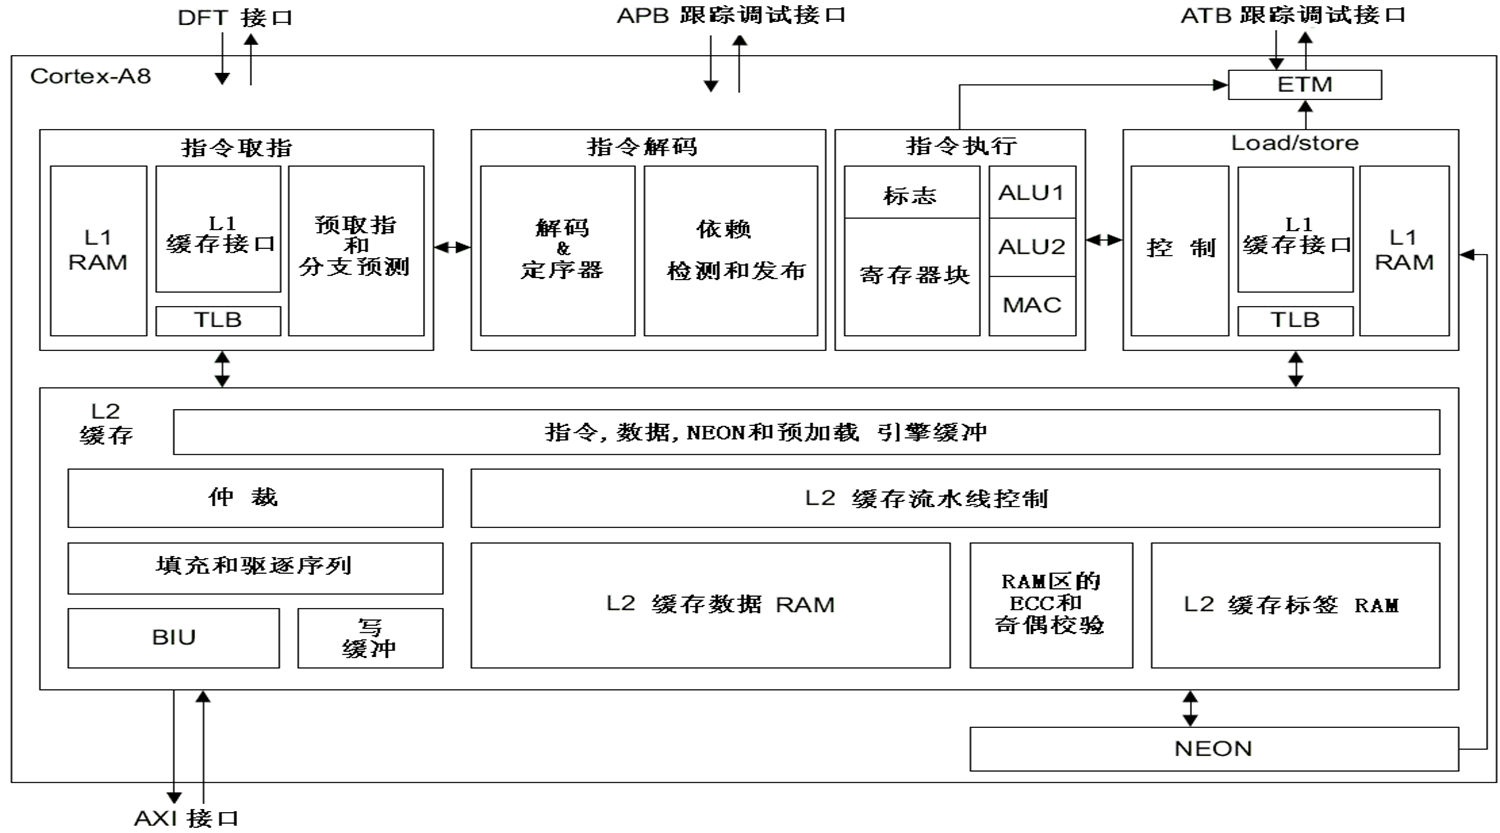 DFT 接口
APB 跟踪调试接口
ATB 跟踪调试接口
Cortex-A8
ETM
指令取指
L1
RAM
L1
缓存接口
TLB
预取指
和
分支预测
指令解码
解码
&
定序器
依赖
检测和发布
指令执行
标志
寄存器块
ALU1
ALU2
MAC
Load/store
控 制
L1
缓存接口
TLB
L1
RAM
L2
缓存
指令,数据,NEON和预加载 引擎缓冲
仲 裁
L2 缓存流水线控制
填充和驱逐序列
BIU
写
缓冲
L2 缓存数据 RAM
RAM区的
ECC和
奇偶校验
L2 缓存标签 RAM
NEON
AXI 接口